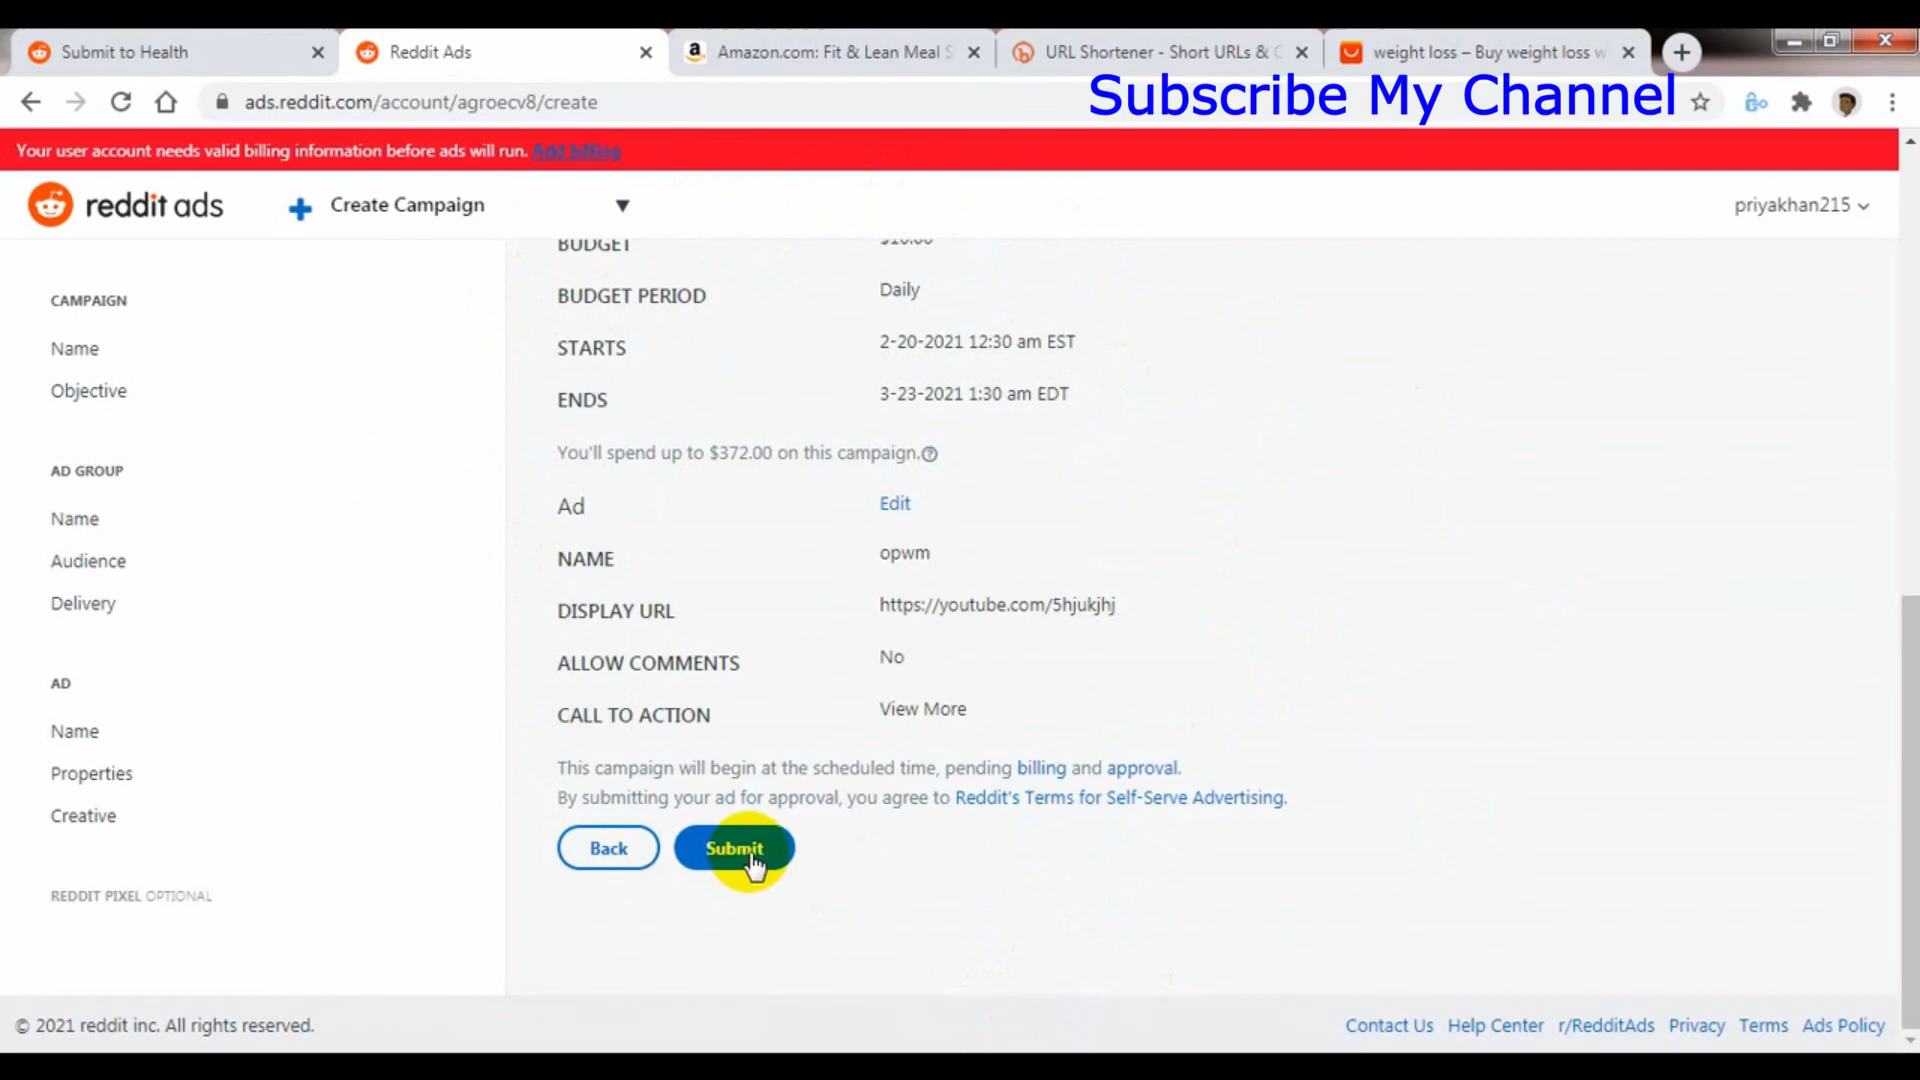 Submit to Health
Reddit Ads
Amazon.com: Fit & Lean Meal S
URL Shortener - Short URLs & C
weight loss – Buy weight loss w
ads.reddit.com/account/agroecv8/create
Subscribe My Channel
Your user account needs valid billing information before ads will run. Add billing
reddit ads
Create Campaign
priyakhan215
CAMPAIGN
Name
Objective
AD GROUP
Name
Audience
Delivery
AD
Name
Properties
Creative
REDDIT PIXEL OPTIONAL
BUDGET $10.00
BUDGET PERIOD Daily
STARTS 2-20-2021 12:30 am EST
ENDS 3-23-2021 1:30 am EDT
You'll spend up to $372.00 on this campaign.
Ad Edit
NAME opwm
DISPLAY URL https://youtube.com/5hjukjhj
ALLOW COMMENTS No
CALL TO ACTION View More
This campaign will begin at the scheduled time, pending billing and approval.
By submitting your ad for approval, you agree to Reddit's Terms for Self-Serve Advertising.
Back Submit
© 2021 reddit inc. All rights reserved.
Contact Us Help Center r/RedditAds Privacy Terms Ads Policy